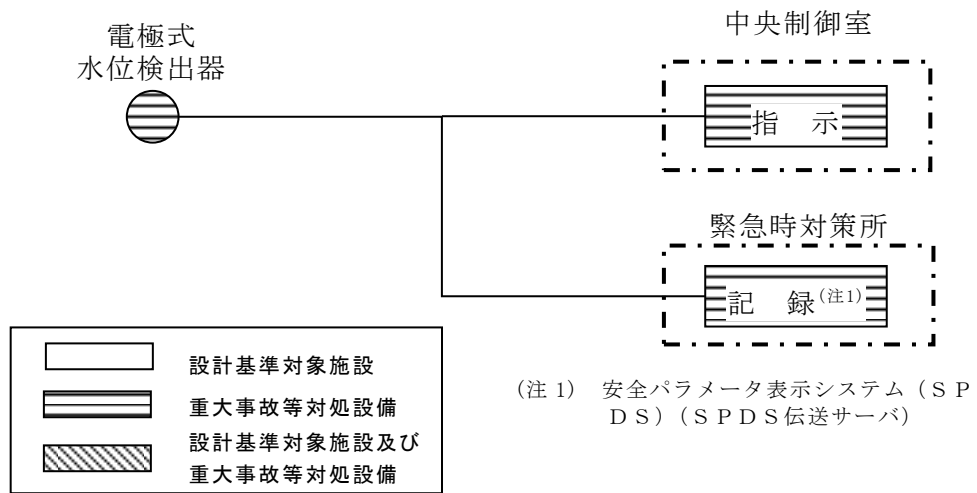 電極式
水位検出器
中央制御室
指　示
緊急時対策所
記　録(注1)
設計基準対象施設
重大事故等対処設備
設計基準対象施設及び
重大事故等対処設備
(注 1)　安全パラメータ表示システム（ＳＰ
ＤＳ）（ＳＰＤＳ伝送サーバ）